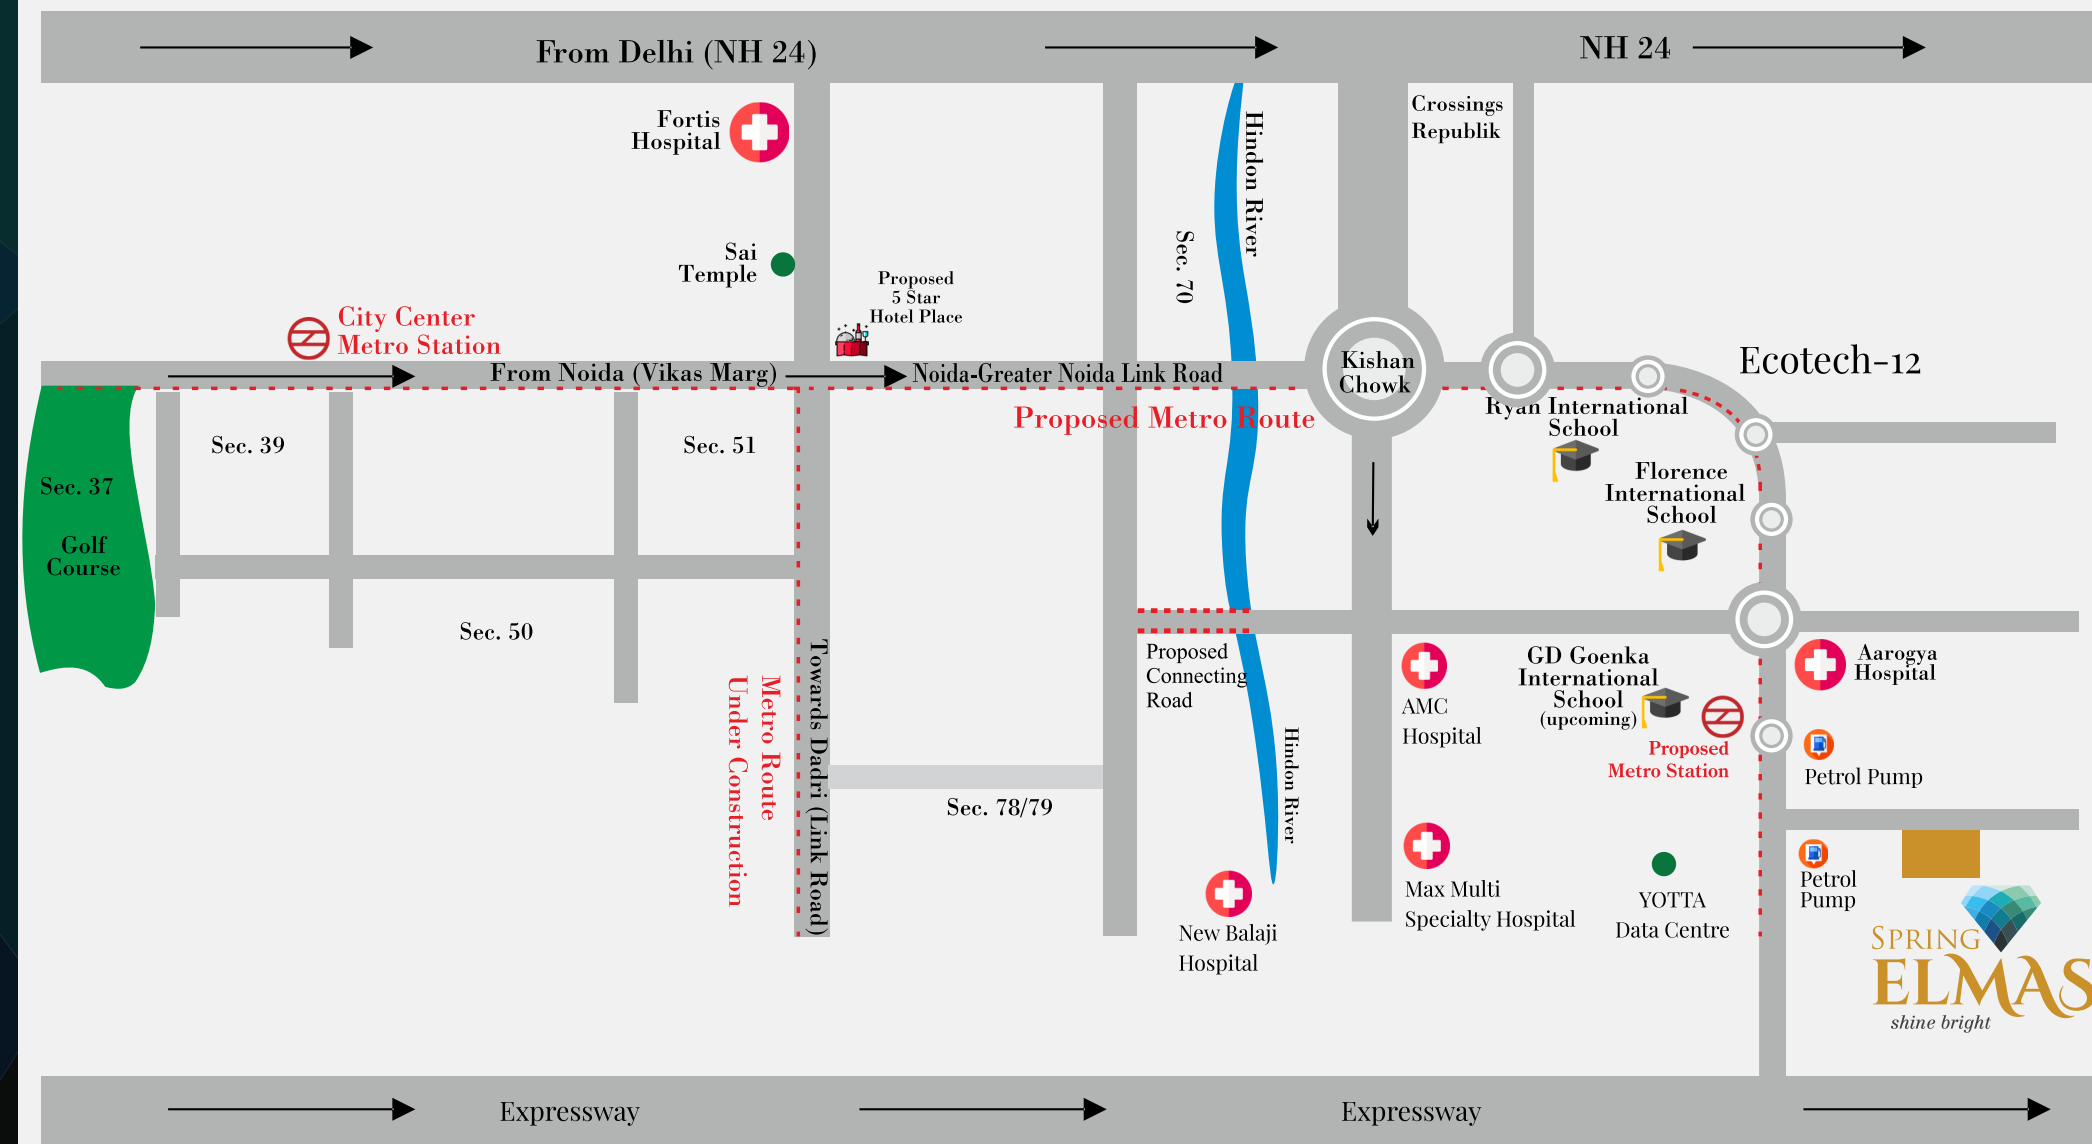 From Delhi (NH 24)
NH 24
Fortis
Hospital
Crossings
Republik
Hindon River
Sec. 70
Sai
Temple
Proposed
5 Star
Hotel Place
City Center
Metro Station
From Noida (Vikas Marg)
Noida-Greater Noida Link Road
Kishan
Chowk
Ecotech-12
Proposed Metro Route
Ryan International
School
Sec. 39
Sec. 51
Sec. 37
Golf
Course
Florence
International
School
Sec. 50
Metro Route
Under Construction
Towards Dadri (Link Road)
Proposed
Connecting
Road
AMC
Hospital
GD Goenka
International
School
(upcoming)
Proposed
Metro Station
Aarogya
Hospital
Petrol Pump
Sec. 78/79
Hindon River
New Balaji
Hospital
Max Multi
Specialty Hospital
YOTTA
Data Centre
Petrol
Pump
SPRING
ELMAS
shine bright
Expressway
Expressway